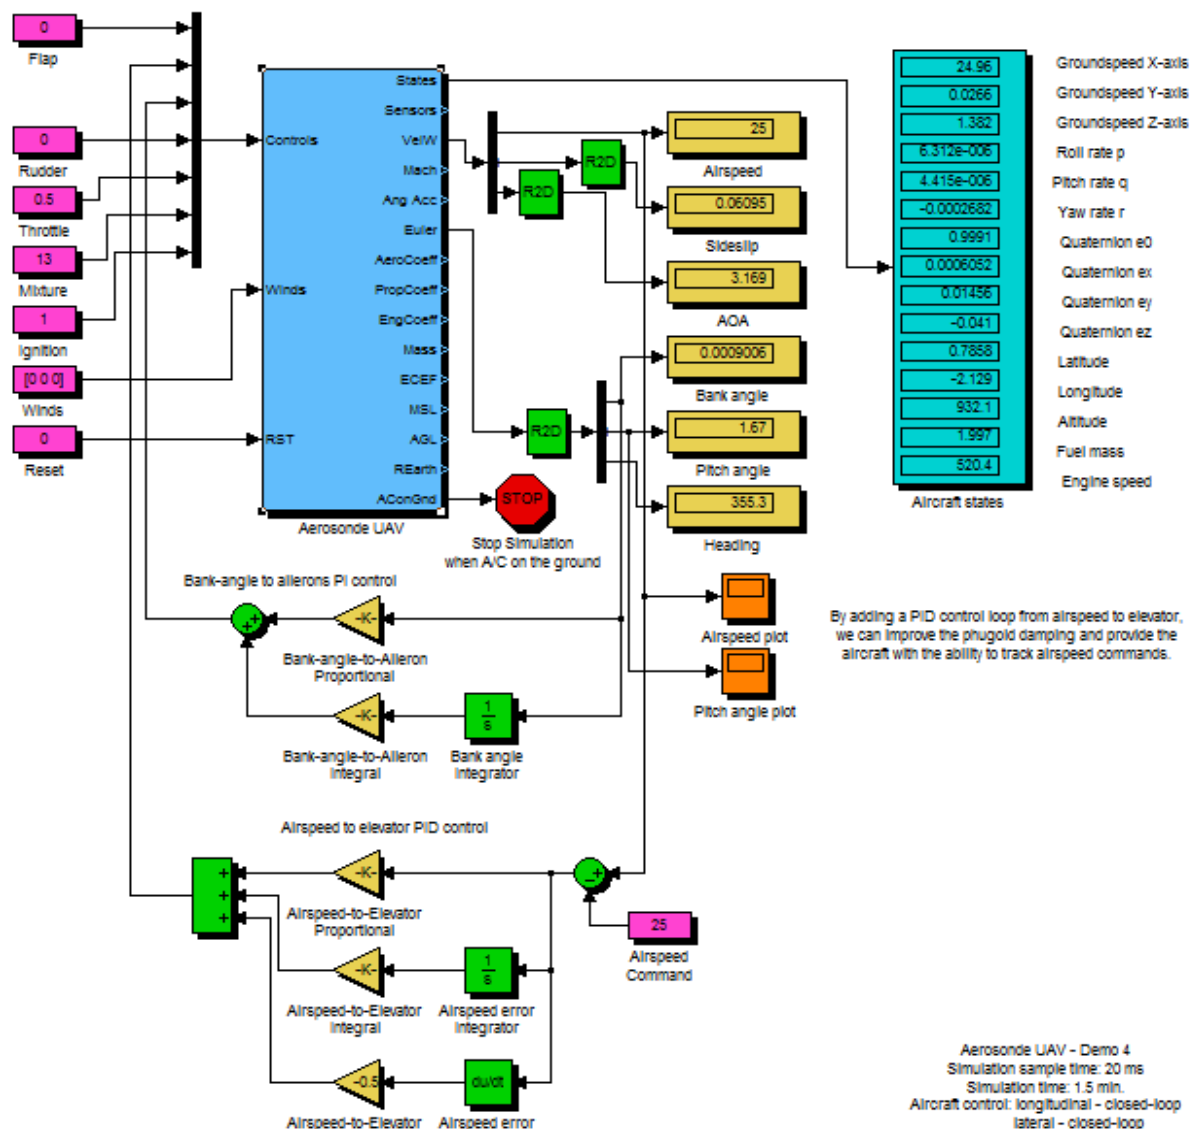 0
Flap
0
Rudder
0.5
Throttle
13
Mixture
1
Ignition
[0 0 0]
Winds
0
Reset
Controls
Winds
RST
States
Sensors
VelW
Mach
Ang Acc
Euler
AeroCoeff
PropCoeff
EngCoeff
Mass
ECEF
MSL
AGL
REarth
AConGnd
Aerosonde UAV
R2D
R2D
R2D
STOP
Stop Simulation
when A/C on the ground
25
Airspeed
0.06095
Sideslip
3.169
AOA
0.0009006
Bank angle
1.67
Pitch angle
355.3
Heading
Airspeed plot
Pitch angle plot
24.96
0.0266
1.382
6.312e-006
4.415e-006
-0.0002682
0.9991
0.0006052
0.01456
-0.041
0.7858
-2.129
932.1
1.997
520.4
Aircraft states
Groundspeed X-axis
Groundspeed Y-axis
Groundspeed Z-axis
Roll rate p
Pitch rate q
Yaw rate r
Quaternion e0
Quaternion ex
Quaternion ey
Quaternion ez
Latitude
Longitude
Altitude
Fuel mass
Engine speed
By adding a PID control loop from airspeed to elevator,
we can improve the phugoid damping and provide the
aircraft with the ability to track airspeed commands.
Bank-angle to ailerons PI control
+
+
-K-
Bank-angle-to-Aileron
Proportional
-K-
Bank-angle-to-Aileron
Integral
1
s
Bank angle
Integrator
Airspeed to elevator PID control
+
+
+
-K-
Airspeed-to-Elevator
Proportional
-K-
Airspeed-to-Elevator
Integral
1
s
Airspeed error
Integrator
-0.5
Airspeed-to-Elevator
du/dt
Airspeed error
-+
25
Airspeed
Command
Aerosonde UAV - Demo 4
Simulation sample time: 20 ms
Simulation time: 1.5 min.
Aircraft control: longitudinal - closed-loop
lateral - closed-loop